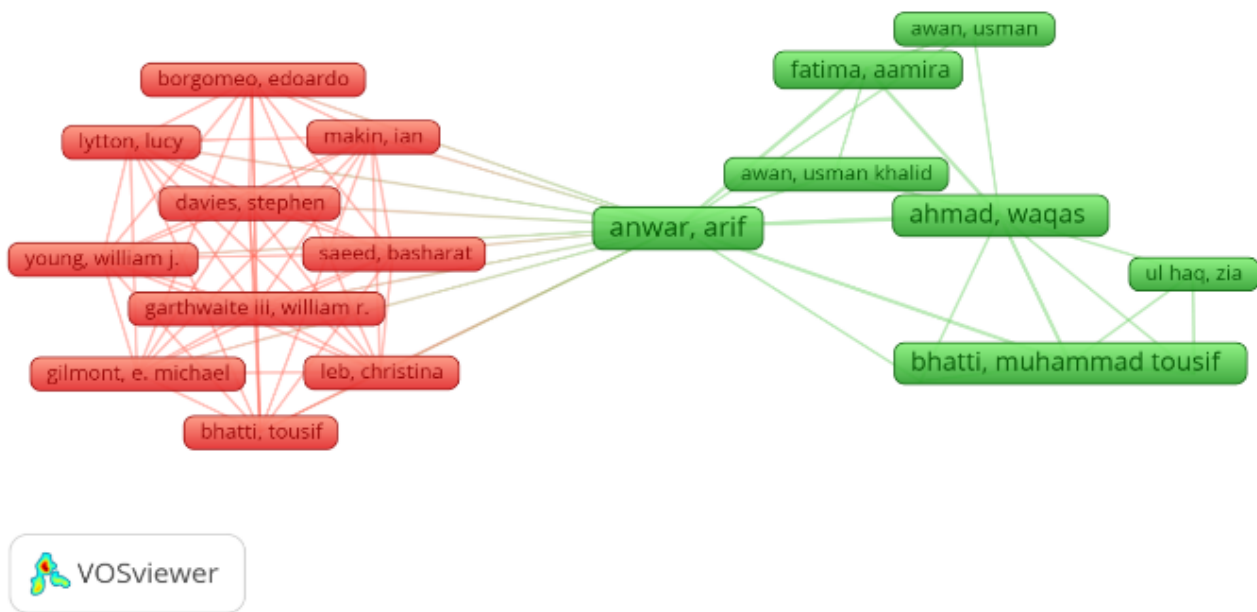 awan, usman
fatima, aamira
borgomeo, edoardo
makin, ian
lytton, lucy
awan, usman khalid
davies, stephen
anwar, arif
ahmad, waqas
saeed, basharat
young, william j.
ul haq, zia
garthwaite iii, william r.
bhatti, muhammad tousif
gilmont, e. michael
leb, christina
bhatti, tousif
VOSviewer